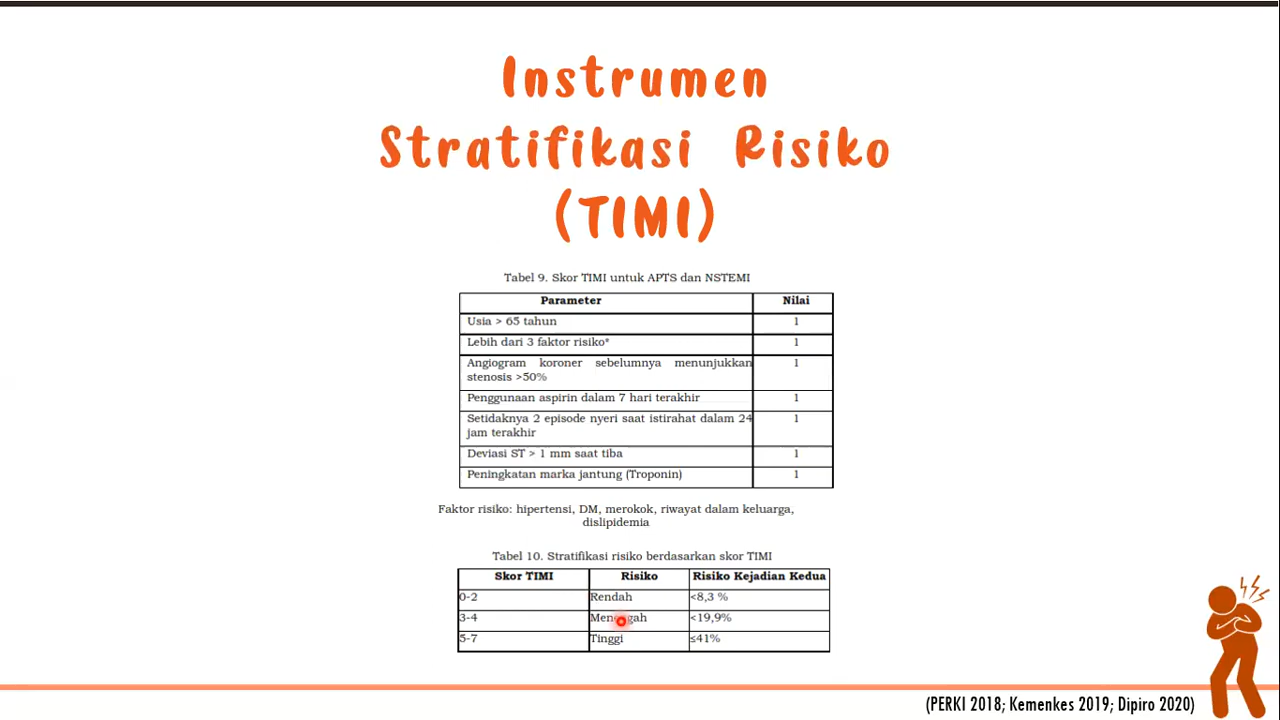 Instrumen
Stratifikasi Risiko
(TIMI)
Tabel 9. Skor TIMI untuk APTS dan NSTEMI
Parameter Nilai
Usia > 65 tahun 1
Lebih dari 3 faktor risiko* 1
Angiogram koroner sebelumnya menunjukkan 1
stenosis >50%
Penggunaan aspirin dalam 7 hari terakhir 1
Setidaknya 2 episode nyeri saat istirahat dalam 24 1
jam terakhir
Deviasi ST > 1 mm saat tiba 1
Peningkatan marka jantung (Troponin) 1
Faktor risiko: hipertensi, DM, merokok, riwayat dalam keluarga,
dislipidemia
Tabel 10. Stratifikasi risiko berdasarkan skor TIMI
Skor TIMI Risiko Risiko Kejadian Kedua
0-2 Rendah <8,3 %
3-4 Menengah <19,9%
5-7 Tinggi ≤41%
(PERKI 2018; Kemenkes 2019; Dipiro 2020)